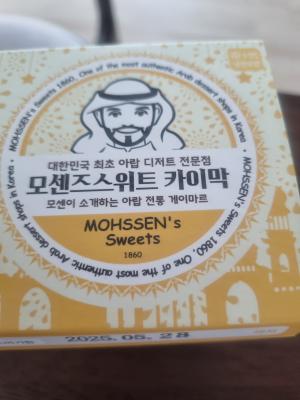 MOHSSEN's Sweets 1860, One of the most authentic Arab dessert shops in Korea
대한민국 최초 아랍 디저트 전문점
모센즈스위트 카이막
모센이 소개하는 아랍 전통 게이마르
MOHSSEN's
Sweets
1860
MOHSSEN's Sweets 1860, One of the most authentic Arab dessert shops in Korea
2025.05.28